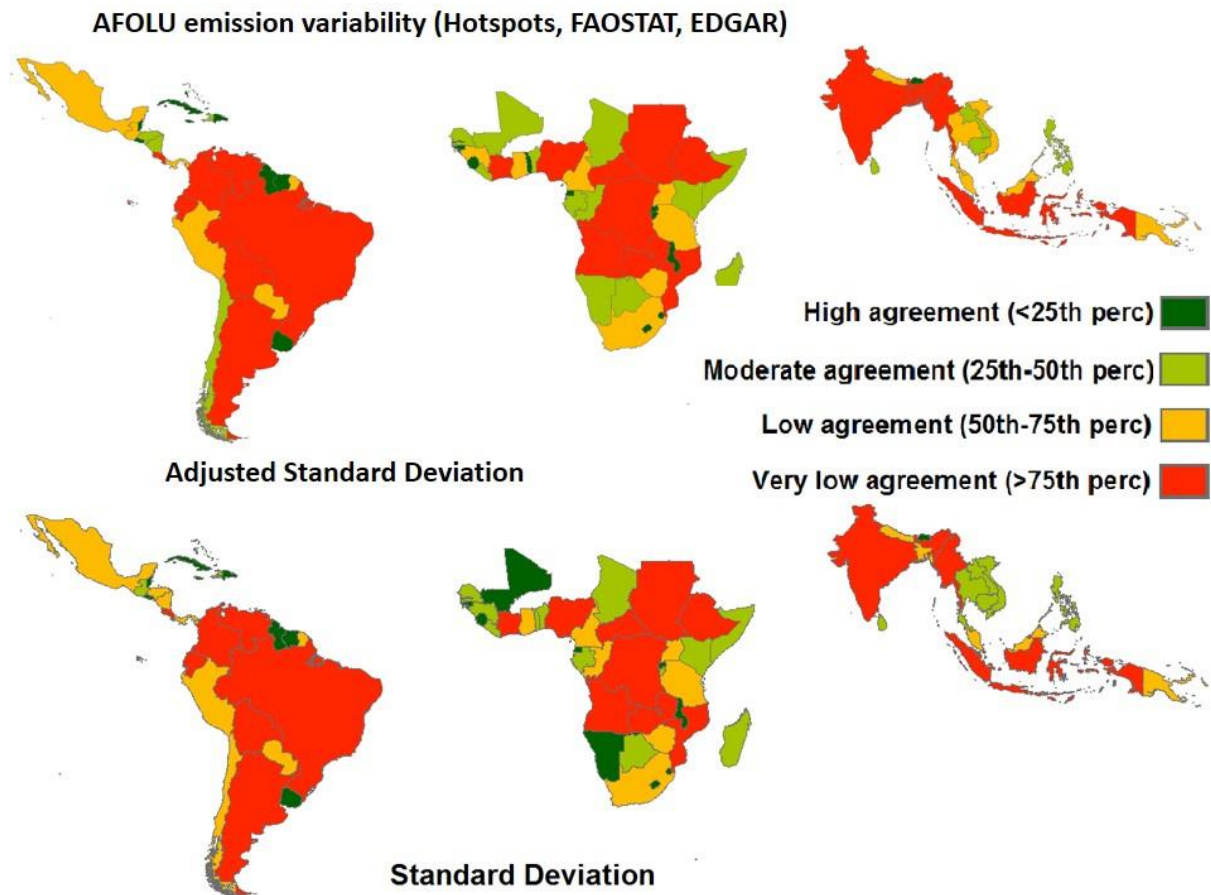 AFOLU emission variability (Hotspots, FAOSTAT, EDGAR)
High agreement (<25th perc)
Moderate agreement (25th-50th perc)
Low agreement (50th-75th perc)
Very low agreement (>75th perc)
Adjusted Standard Deviation
Standard Deviation